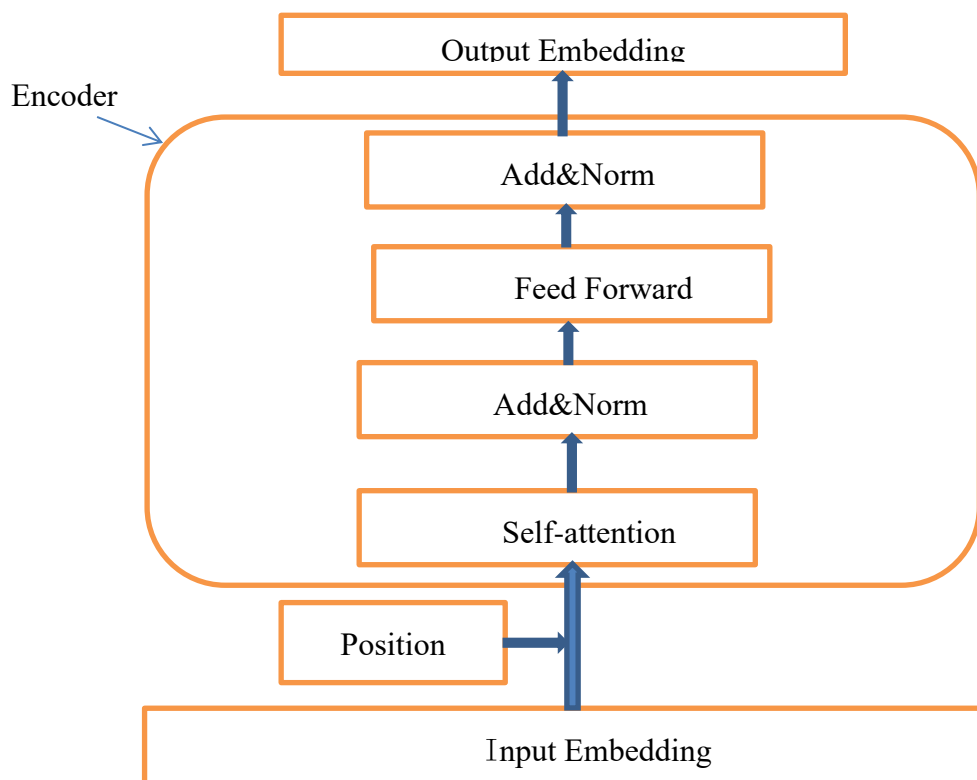 Output Embedding
Encoder
Add&Norm
Feed Forward
Add&Norm
Self-attention
Position
Input Embedding